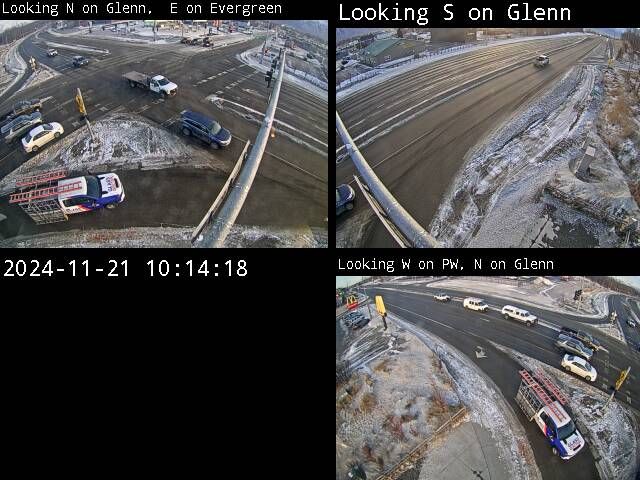 Looking N on Glenn,  E on Evergreen
Looking S on Glenn
2024-11-21 10:14:18
Looking W on PW, N on Glenn